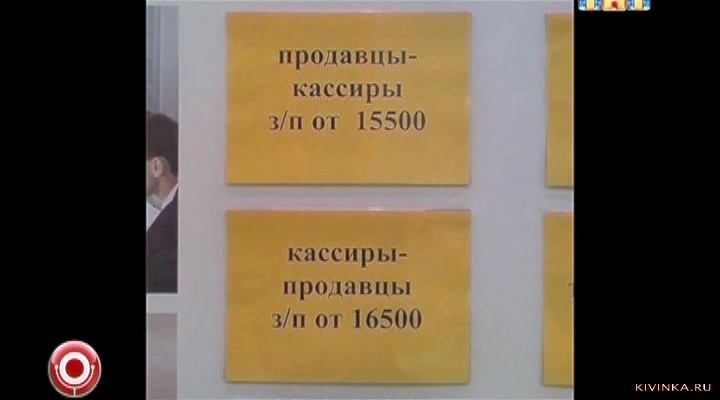 продавцы-
кассиры
з/п от 15500
кассиры-
продавцы
з/п от 16500
KIVINKA.RU